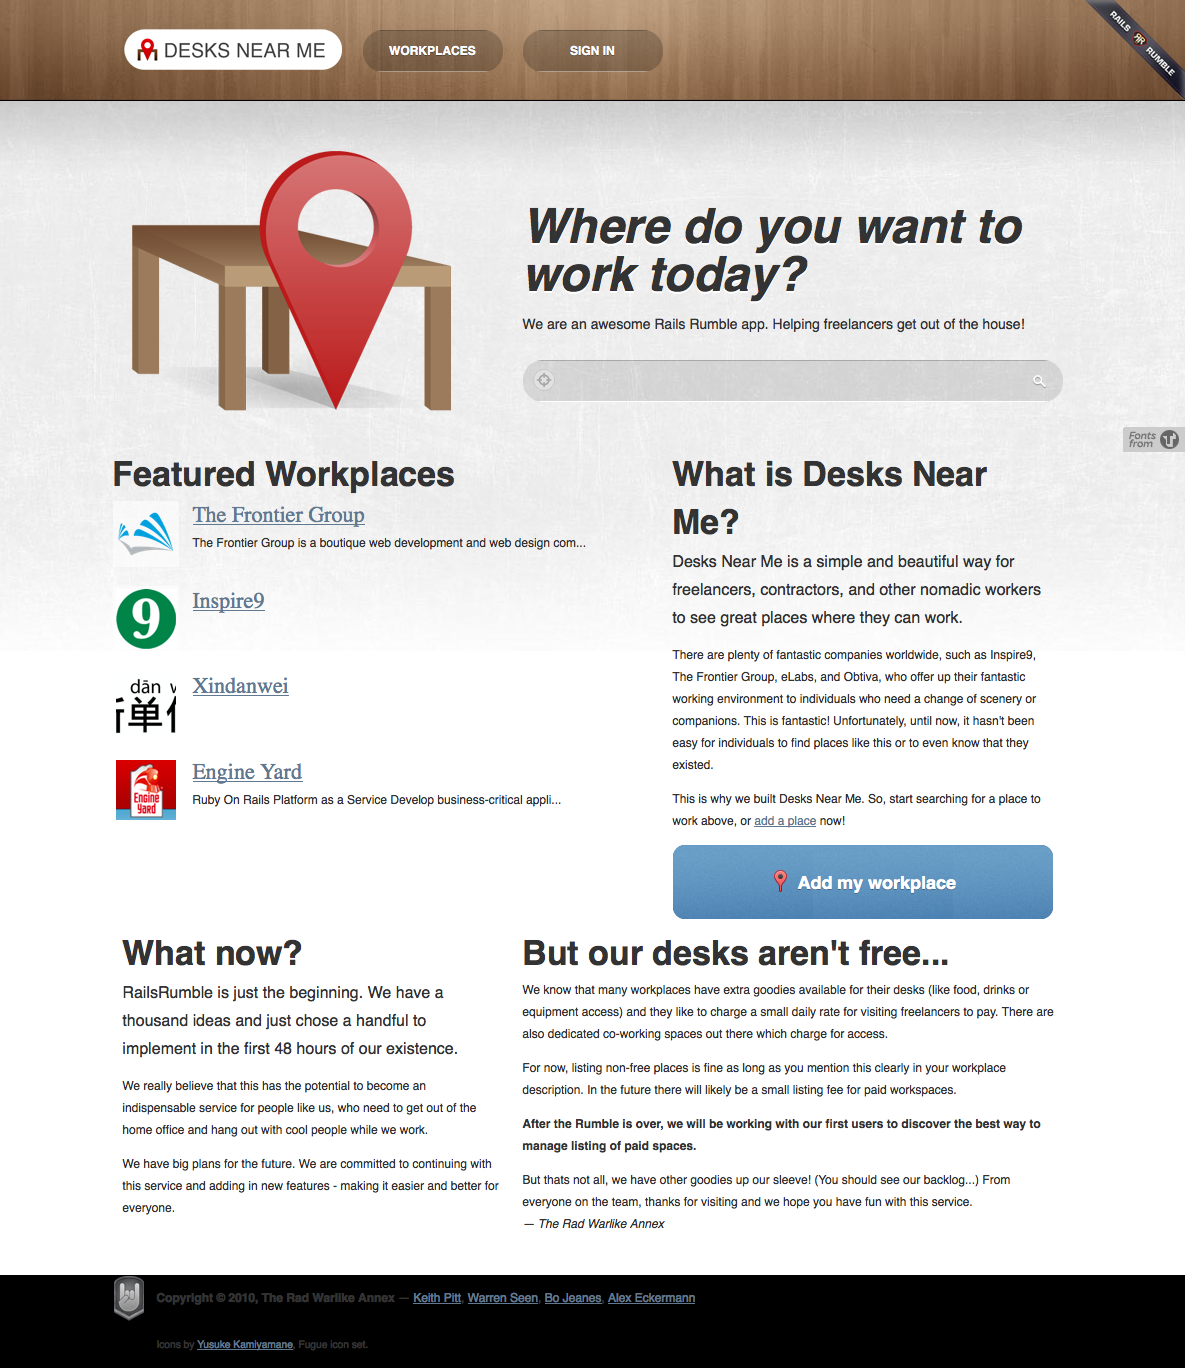 DESKS NEAR ME
WORKPLACES
SIGN IN
RAILS RR RUMBLE
Where do you want to
work today?
We are an awesome Rails Rumble app. Helping freelancers get out of the house!
Fonts
from
Featured Workplaces
The Frontier Group
The Frontier Group is a boutique web development and web design com...
9
Inspire9
dān
单
Xindanwei
Engine
Yard
Engine Yard
Ruby On Rails Platform as a Service Develop business-critical appli...
What is Desks Near
Me?
Desks Near Me is a simple and beautiful way for
freelancers, contractors, and other nomadic workers
to see great places where they can work.
There are plenty of fantastic companies worldwide, such as Inspire9,
The Frontier Group, eLabs, and Obtiva, who offer up their fantastic
working environment to individuals who need a change of scenery or
companions. This is fantastic! Unfortunately, until now, it hasn't been
easy for individuals to find places like this or to even know that they
existed.
This is why we built Desks Near Me. So, start searching for a place to
work above, or add a place now!
Add my workplace
What now?
RailsRumble is just the beginning. We have a
thousand ideas and just chose a handful to
implement in the first 48 hours of our existence.
We really believe that this has the potential to become an
indispensable service for people like us, who need to get out of the
home office and hang out with cool people while we work.
We have big plans for the future. We are committed to continuing with
this service and adding in new features - making it easier and better for
everyone.
But our desks aren't free...
We know that many workplaces have extra goodies available for their desks (like food, drinks or
equipment access) and they like to charge a small daily rate for visiting freelancers to pay. There are
also dedicated co-working spaces out there which charge for access.
For now, listing non-free places is fine as long as you mention this clearly in your workplace
description. In the future there will likely be a small listing fee for paid workspaces.
After the Rumble is over, we will be working with our first users to discover the best way to
manage listing of paid spaces.
But thats not all, we have other goodies up our sleeve! (You should see our backlog...) From
everyone on the team, thanks for visiting and we hope you have fun with this service.
— The Rad Warlike Annex
Copyright © 2010, The Rad Warlike Annex — Keith Pitt, Warren Seen, Bo Jeanes, Alex Eckermann
Icons by Yusuke Kamiyamane, Fugue icon set.